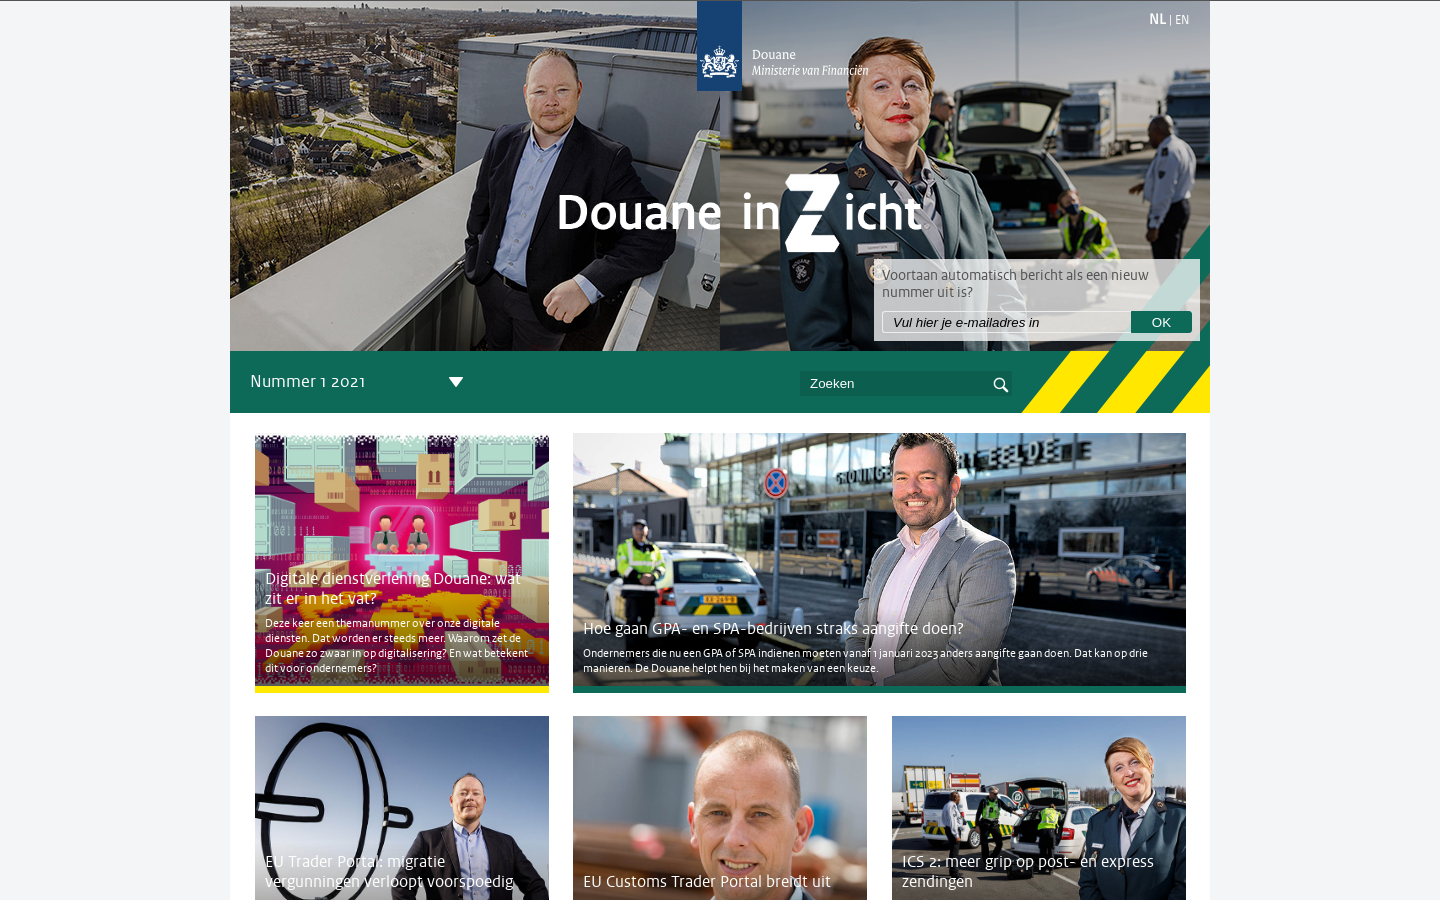 NL | EN
Douane
Ministerie van Financiën
Douane in Zicht
Voortaan automatisch bericht als een nieuw
nummer uit is?
Vul hier je e-mailadres in
OK
Nummer 1 2021
Zoeken
Digitale dienstverlening Douane: wat
zit er in het vat?
Deze keer een themanummer over onze digitale
diensten. Dat worden er steeds meer. Waarom zet de
Douane zo zwaar in op digitalisering? En wat betekent
dit voor ondernemers?
Hoe gaan GPA- en SPA-bedrijven straks aangifte doen?
Ondernemers die nu een GPA of SPA indienen moeten vanaf 1 januari 2023 anders aangifte gaan doen. Dat kan op drie
manieren. De Douane helpt hen bij het maken van een keuze.
EU Trader Portal: migratie
vergunningen verloopt voorspoedig
EU Customs Trader Portal breidt uit
ICS 2: meer grip op post- en express
zendingen